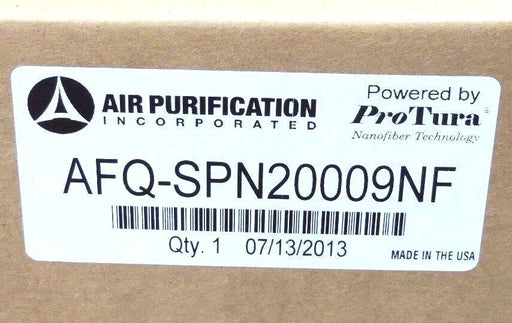 AIR PURIFICATION
INCORPORATED
Powered by
ProTura
Nanofiber Technology
AFQ-SPN20009NF
Qty. 1 07/13/2013
MADE IN THE USA